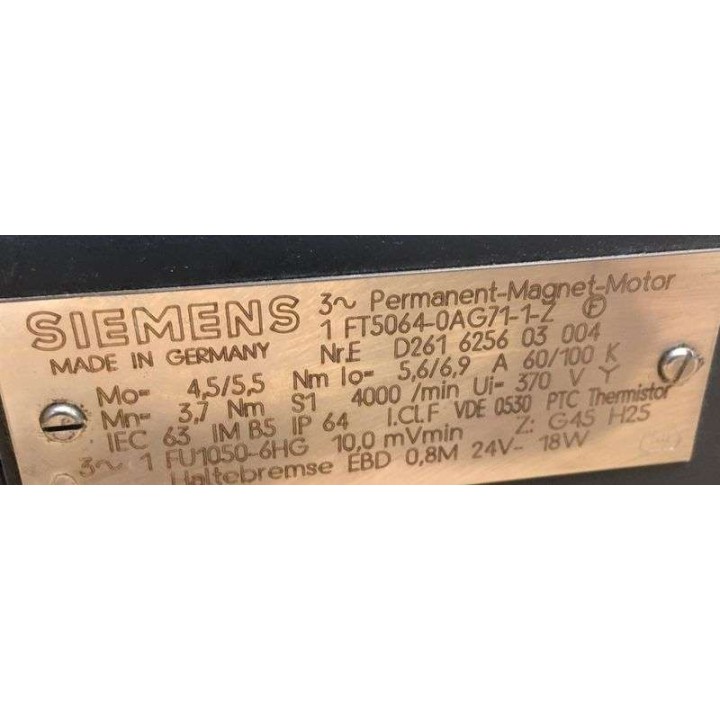 SIEMENS 3~ Permanent-Magnet-Motor
1 FT5064-0AG71-1-Z F
MADE IN GERMANY NrE D261 6256 03 004
Mo= 4,5/5,5 Nm Io= 5,6/6,9 A 60/100 K
Mn= 3,7 Nm S1 4000 /min Ui= 370 V Y
IEC 63 IM B5 IP 64 I.CL.F VDE 0530 PTC Thermistor
3~ 1 FU1050-6HG 10,0 mVmin Z: G45 H25
Haltebremse EBD 0,8M 24V- 18W